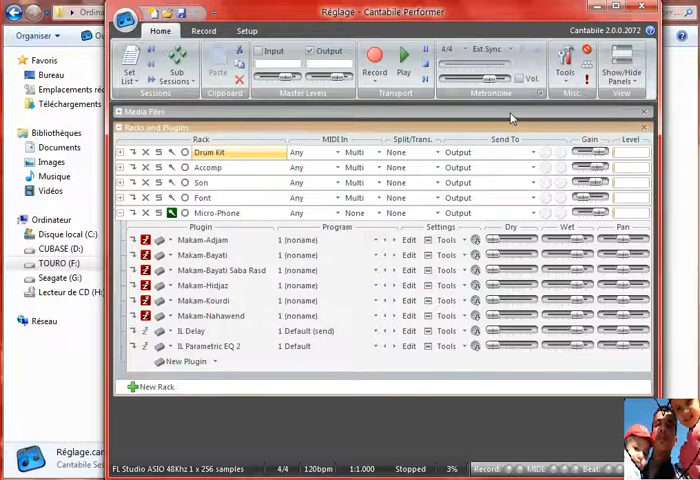 Ordina
Réglage - Cantabile Performer
Organiser
Home Record Setup
Cantabile 2.0.0.2072
Favoris
Bureau
Emplacements ré
Téléchargements
Set List
Sub Sessions
Paste
Input
Output
Record
Play
4/4 Ext Sync
Vol.
Tools
Show/Hide Panels
Sessions Clipboard Master Levels Transport Metronome Misc View
Media Files
Racks and Plugins
Bibliothèques
Documents
Images
Musique
Vidéos
Rack MIDI In Split/Trans. Send To Gain Level
Drum Kit Any Multi None Output
Accomp Any Multi None Output
Son Any Multi None Output
Font Any Multi None Output
Micro-Phone Any None None Output
Ordinateur
Disque local (C:)
CUBASE (D:)
TOURO (F:)
Seagate (G:)
Lecteur de CD (H:
Réseau
Plugin Program Settings Dry Wet Pan
Makam-Adjam 1 (noname) Edit Tools
Makam-Bayati 1 (noname) Edit Tools
Makam-Bayati Saba Rasd 1 (noname) Edit Tools
Makam-Hidjaz 1 (noname) Edit Tools
Makam-Kourdi 1 (noname) Edit Tools
Makam-Nahawend 1 (noname) Edit Tools
IL Delay 1 Default (send) Edit Tools
IL Parametric EQ 2 1 Default Edit Tools
New Plugin
New Rack
Réglage.can
Cantabile Ses
FL Studio ASIO 48Khz 1 x 256 samples 4/4 120bpm 1:1.000 Stopped 3% Record: MIDI: Beat: